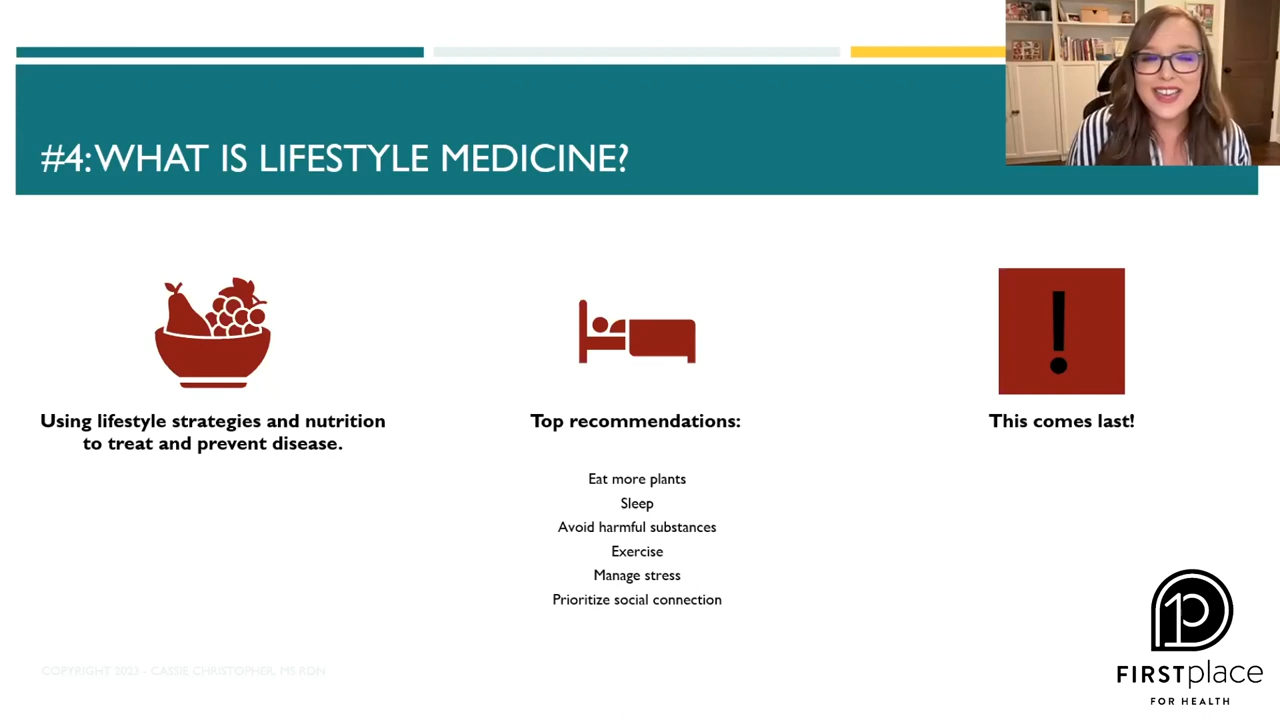 #4: WHAT IS LIFESTYLE MEDICINE?
Using lifestyle strategies and nutrition
to treat and prevent disease.
Top recommendations:
Eat more plants
Sleep
Avoid harmful substances
Exercise
Manage stress
Prioritize social connection
!
This comes last!
COPYRIGHT 2023 - CASSIE CHRISTOPHER, MS RDN
FIRSTplace
FOR HEALTH